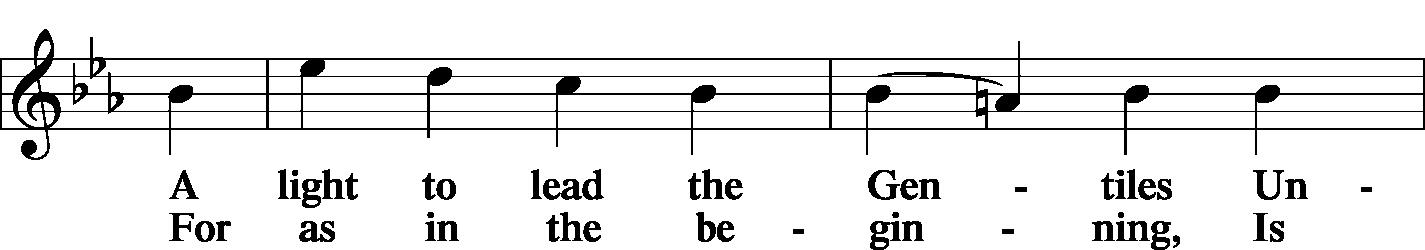 A light to lead the Gen - tiles Un -
For as in the be - gin - ning, Is